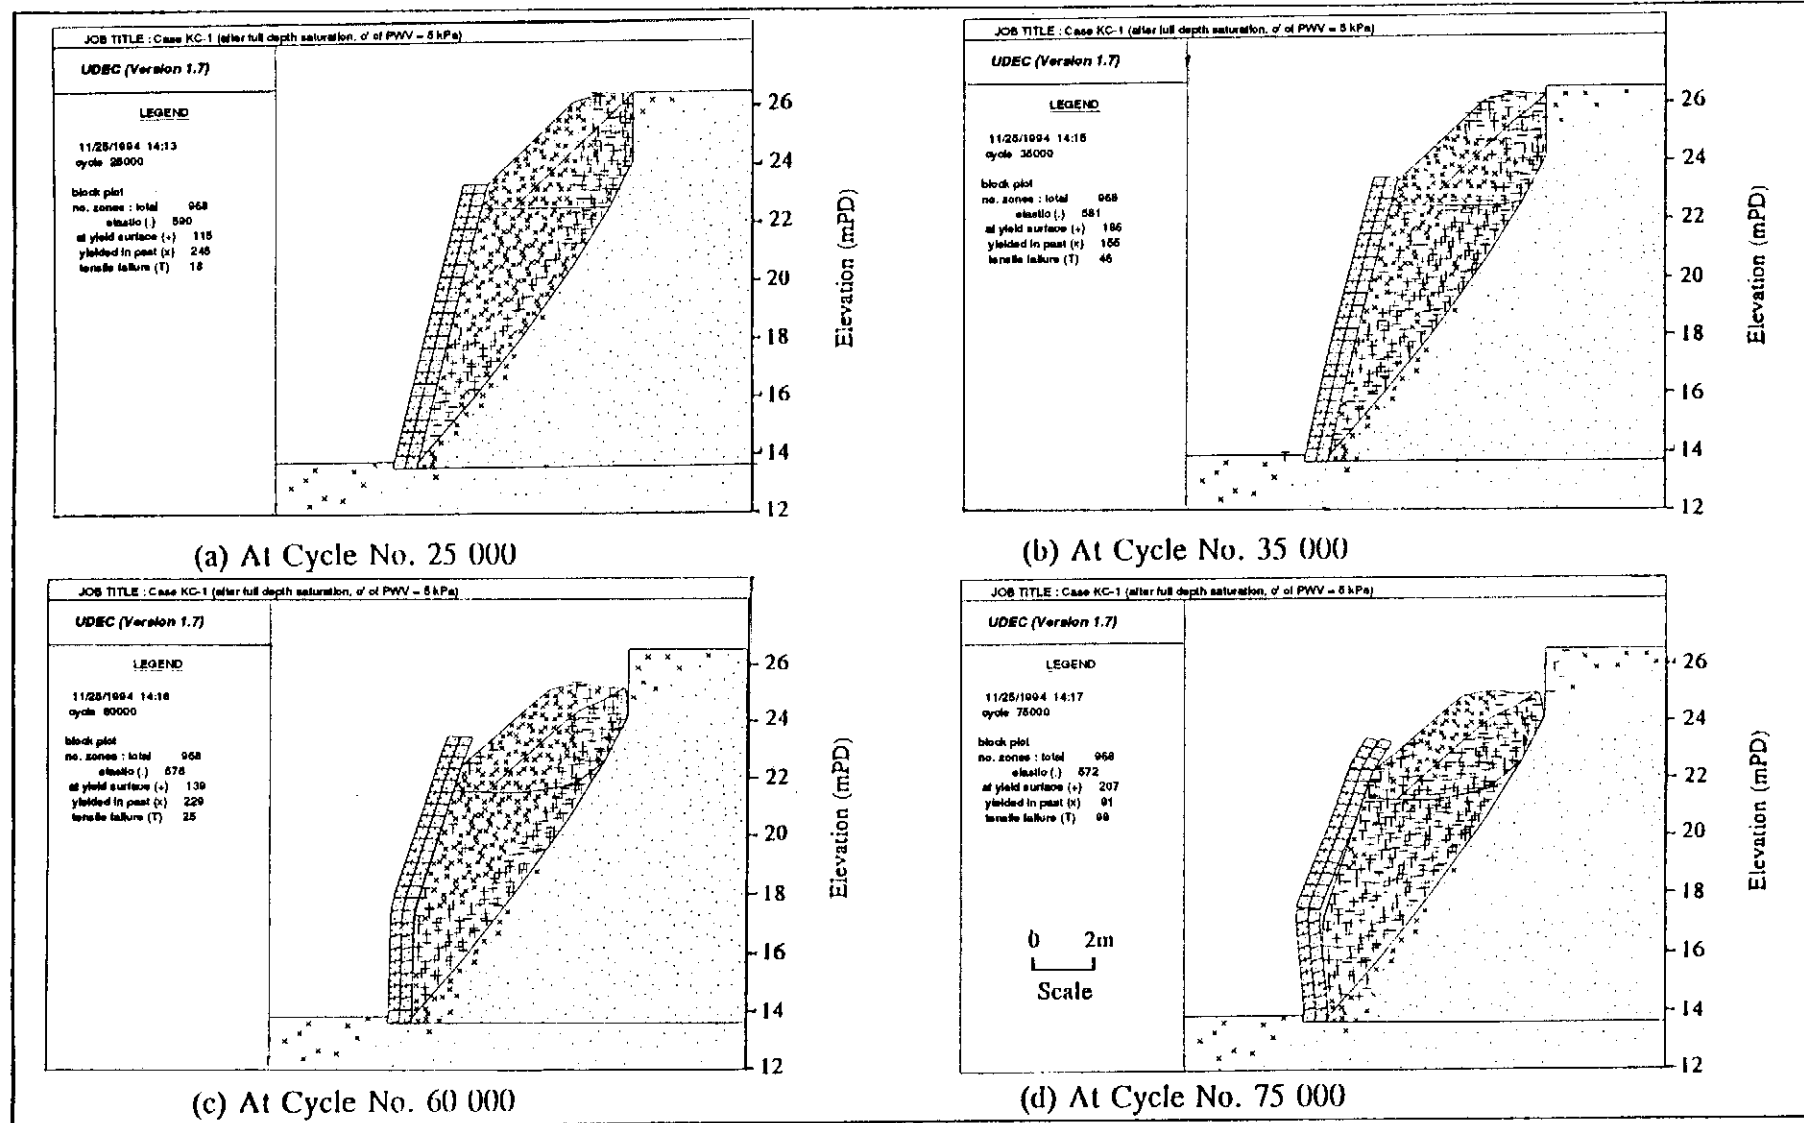 JOB TITLE : Case KC-1 (after full depth saturation, σ' of PWV = 5 kPa)
UDEC (Version 1.7)
LEGEND
11/25/1994 14:13
cycle 25000
block plot
no. zones : total 968
elastic (.) 590
at yield surface (+) 115
yielded in past (x) 245
tensile failure (T) 18
26
24
22
20
18
16
14
12
Elevation (mPD)
(a) At Cycle No. 25 000
JOB TITLE : Case KC-1 (after full depth saturation, σ' of PWV = 5 kPa)
UDEC (Version 1.7)
LEGEND
11/25/1994 14:15
cycle 35000
block plot
no. zones : total 968
elastic (.) 581
at yield surface (+) 186
yielded in past (x) 155
tensile failure (T) 46
26
24
22
20
18
16
14
12
Elevation (mPD)
(b) At Cycle No. 35 000
JOB TITLE : Case KC-1 (after full depth saturation, σ' of PWV = 5 kPa)
UDEC (Version 1.7)
LEGEND
11/25/1994 14:16
cycle 60000
block plot
no. zones : total 968
elastic (.) 575
at yield surface (+) 139
yielded in past (x) 229
tensile failure (T) 25
26
24
22
20
18
16
14
12
Elevation (mPD)
(c) At Cycle No. 60 000
JOB TITLE : Case KC-1 (after full depth saturation, σ' of PWV = 5 kPa)
UDEC (Version 1.7)
LEGEND
11/25/1994 14:17
cycle 75000
block plot
no. zones : total 968
elastic (.) 572
at yield surface (+) 207
yielded in past (x) 91
tensile failure (T) 98
0 2m
Scale
26
24
22
20
18
16
14
12
Elevation (mPD)
(d) At Cycle No. 75 000